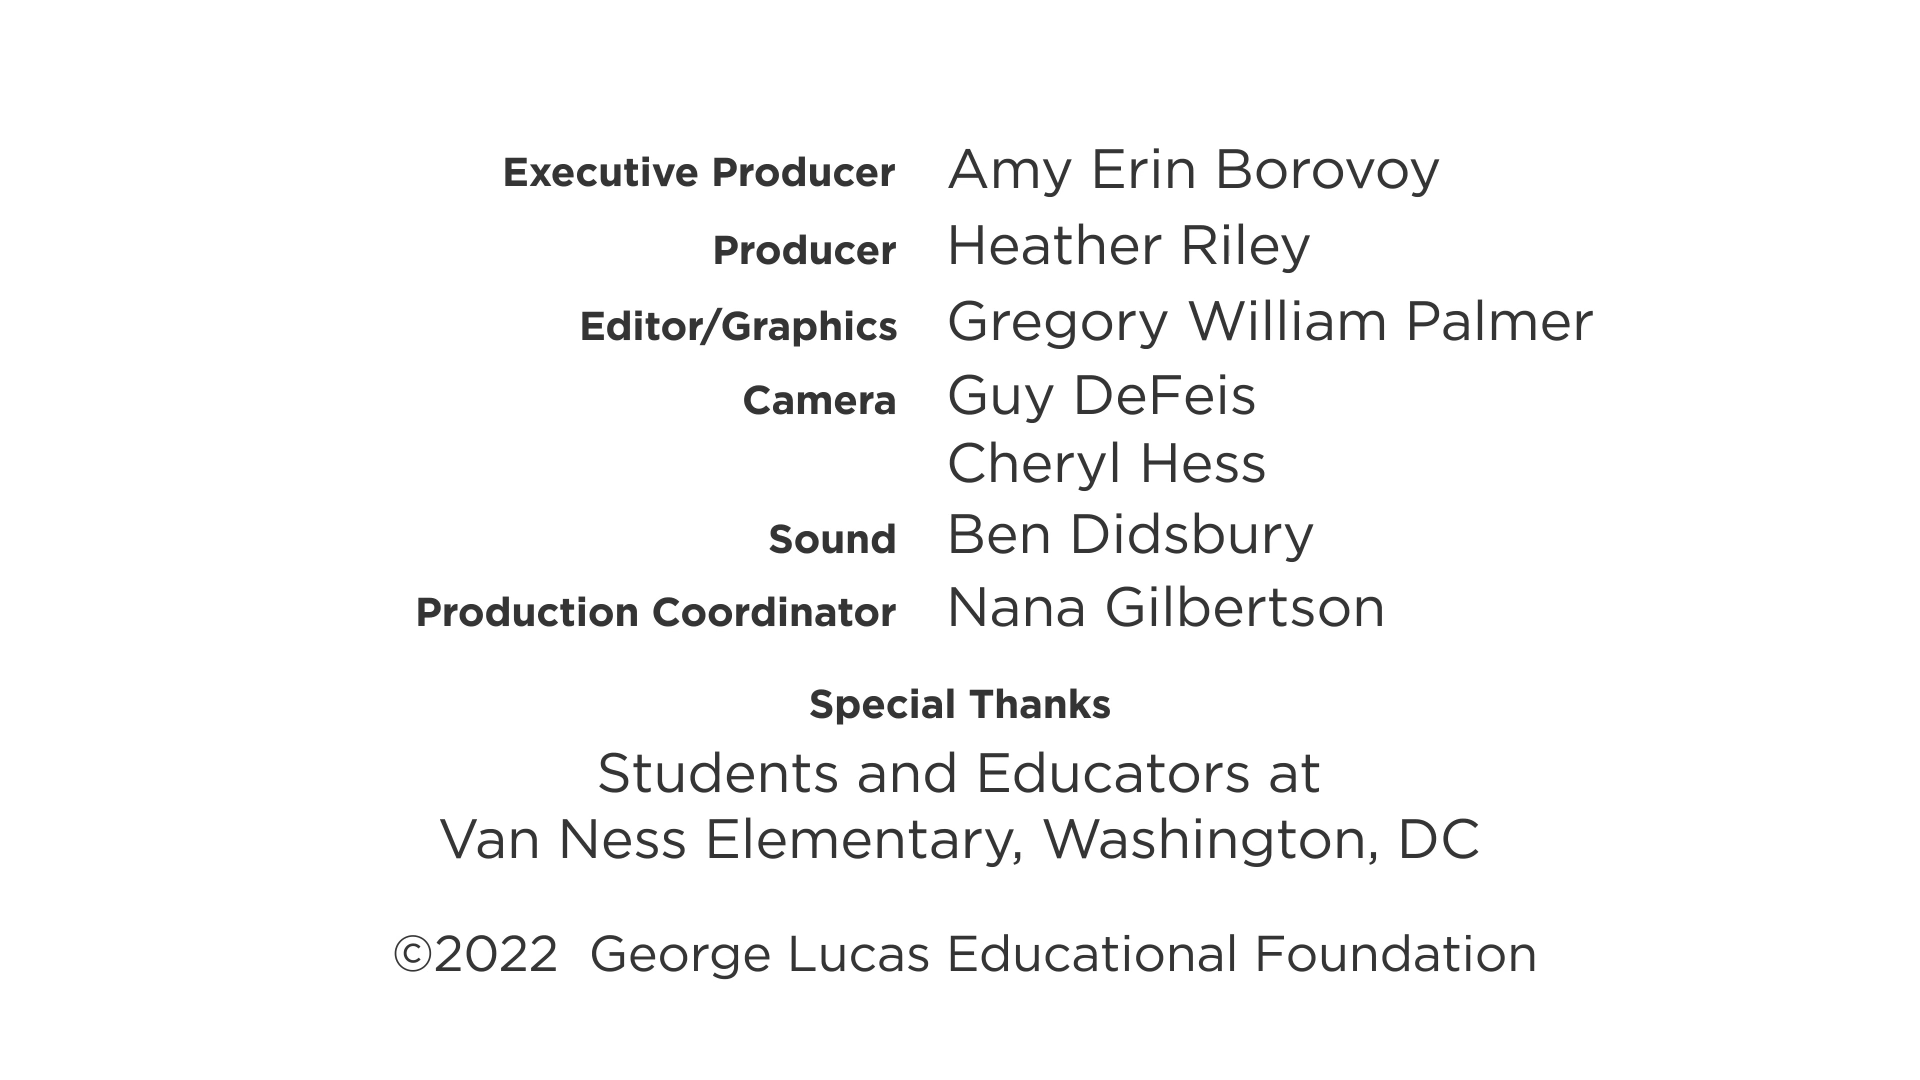 Executive Producer Amy Erin Borovoy
Producer Heather Riley
Editor/Graphics Gregory William Palmer
Camera Guy DeFeis
Cheryl Hess
Sound Ben Didsbury
Production Coordinator Nana Gilbertson
Special Thanks
Students and Educators at
Van Ness Elementary, Washington, DC
©2022 George Lucas Educational Foundation